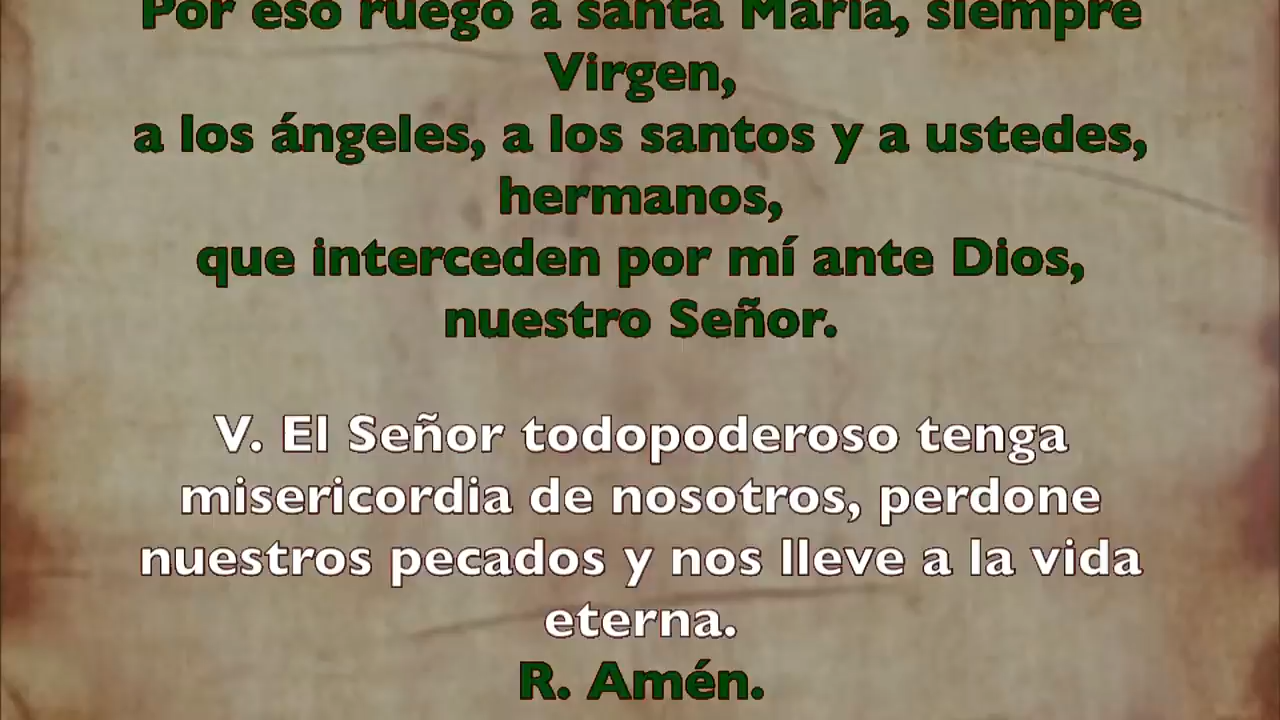 Por eso ruego a santa María, siempre
Virgen,
a los ángeles, a los santos y a ustedes,
hermanos,
que interceden por mí ante Dios,
nuestro Señor.
V. El Señor todopoderoso tenga
misericordia de nosotros, perdone
nuestros pecados y nos lleve a la vida
eterna.
R. Amén.